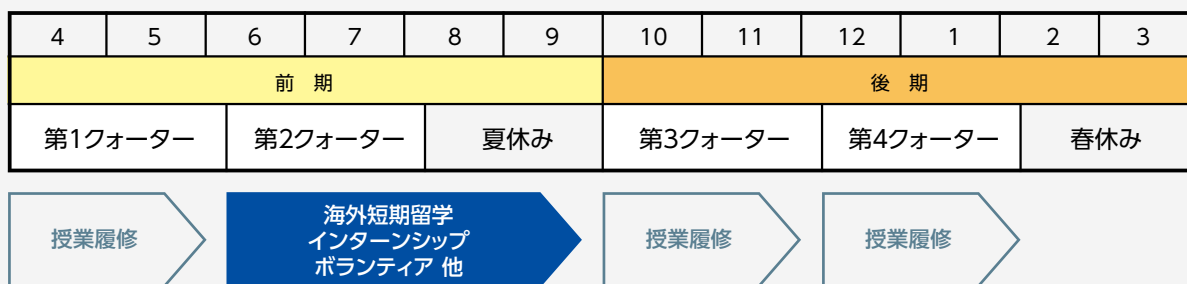 4 5 6 7 8 9 10 11 12 1 2 3
前 期 後 期
第1クォーター 第2クォーター 夏休み 第3クォーター 第4クォーター 春休み
授業履修
海外短期留学
インターンシップ
ボランティア 他
授業履修
授業履修